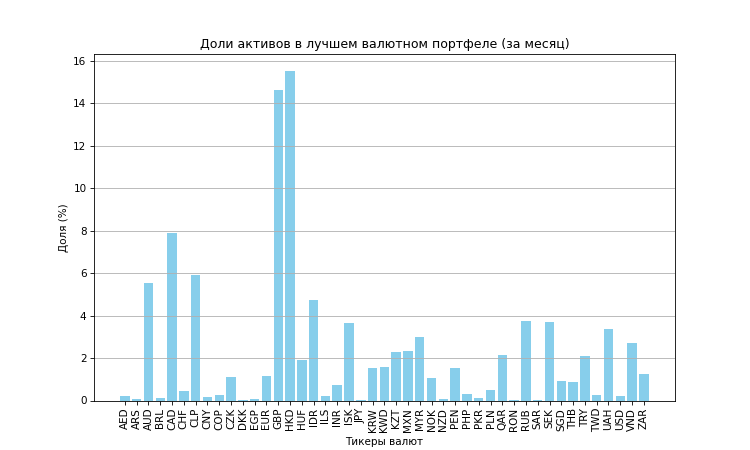 Доли активов в лучшем валютном портфеле (за месяц)
16
14
12
10
8
6
4
2
0
Доля (%)
AED ARS AUD BRL CAD CHF CLP CNY COP CZK DKK EGP EUR GBP HKD HUF IDR ILS INR ISK JPY KRW KWD KZT MXN MYR NOK NZD PEN PHP PKR PLN QAR RON RUB SAR SEK SGD THB TRY TWD UAH USD VND ZAR
Тикеры валют